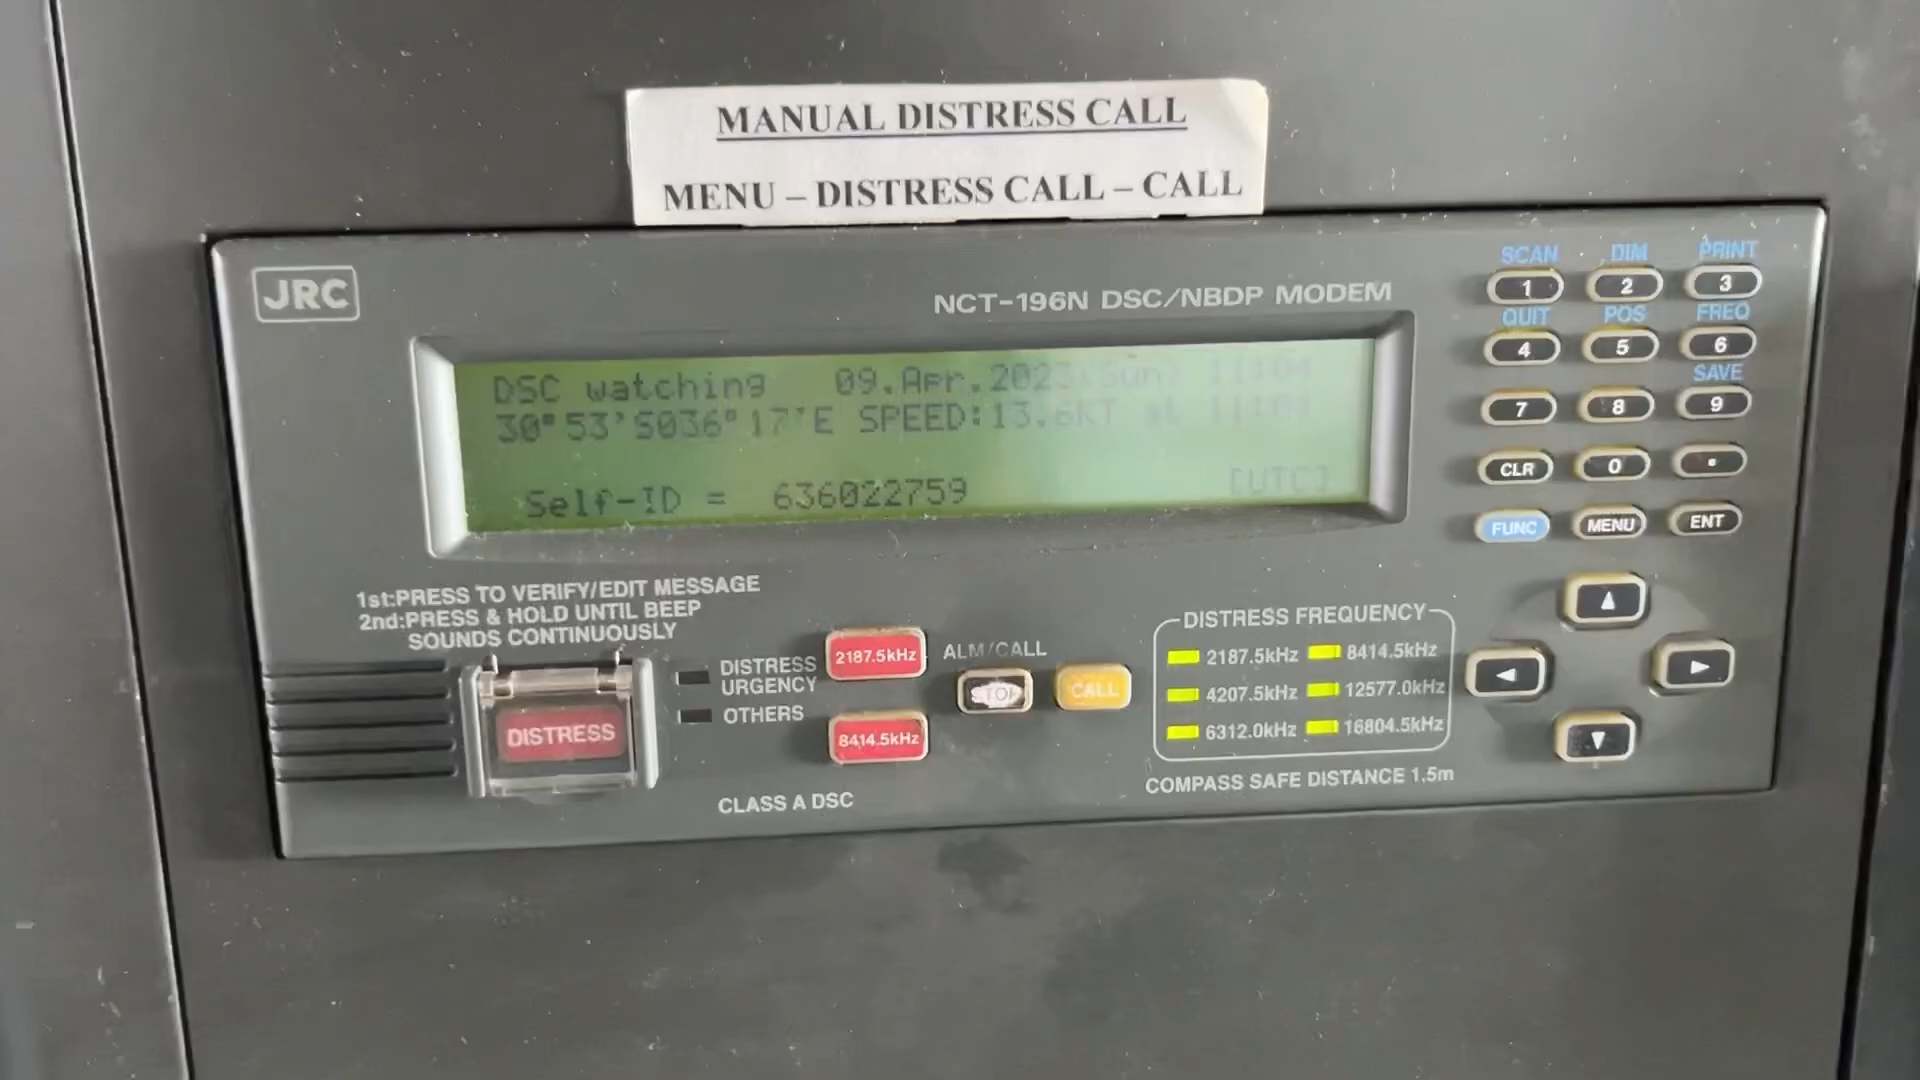 MANUAL DISTRESS CALL
MENU – DISTRESS CALL – CALL
JRC
NCT-196N DSC/NBDP MODEM
DSC watching 09.Apr.2023(Sun) 11:04
30°53'S036°17'E SPEED:13.6KT at
Self-ID = 636022759 [UTC]
SCAN DIM PRINT
1 2 3
QUIT POS FREQ
4 5 6
SAVE
7 8 9
CLR 0 •
FUNC MENU ENT
1st:PRESS TO VERIFY/EDIT MESSAGE
2nd:PRESS & HOLD UNTIL BEEP
SOUNDS CONTINUOUSLY
DISTRESS
DISTRESS
URGENCY
OTHERS
2187.5kHz
8414.5kHz
ALM/CALL
STOP
CALL
CLASS A DSC
DISTRESS FREQUENCY
2187.5kHz 8414.5kHz
4207.5kHz 12577.0kHz
6312.0kHz 16804.5kHz
COMPASS SAFE DISTANCE 1.5m